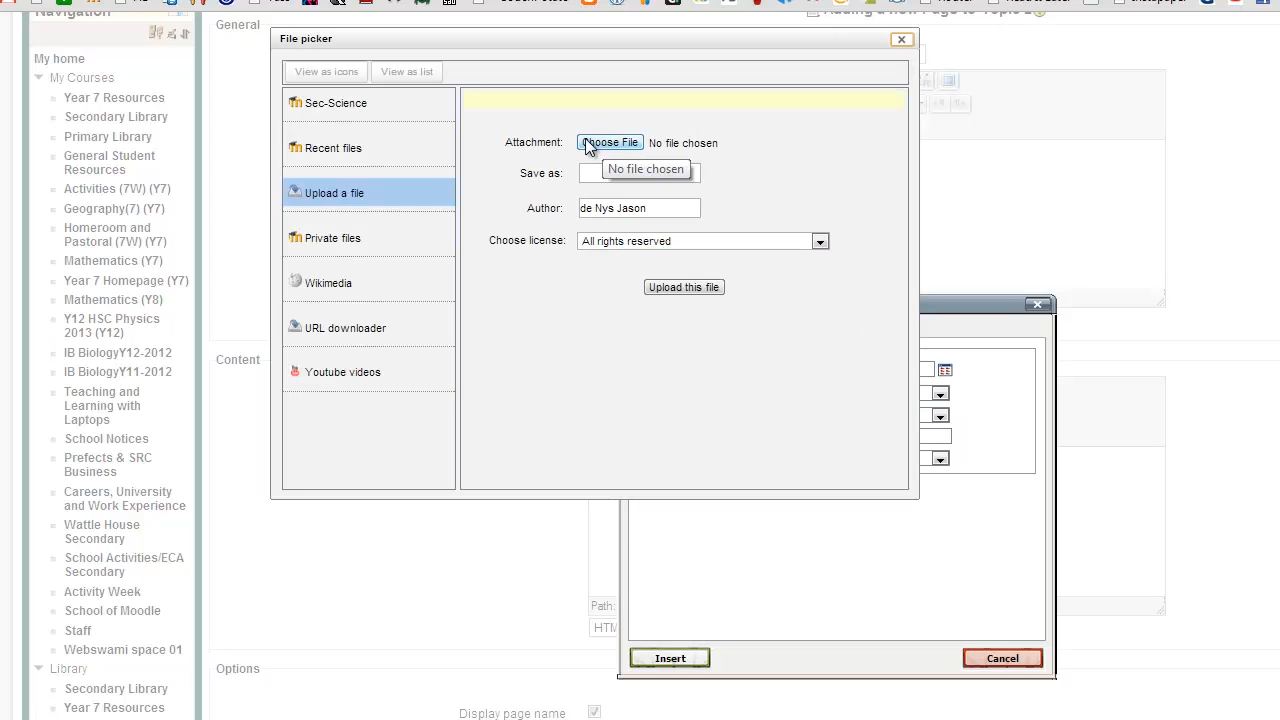 Navigation
Adding a new Page to Topic 2
General
My home
My Courses
Year 7 Resources
Secondary Library
Primary Library
General Student
Resources
Activities (7W) (Y7)
Geography(7) (Y7)
Homeroom and
Pastoral (7W) (Y7)
Mathematics (Y7)
Year 7 Homepage (Y7)
Mathematics (Y8)
Y12 HSC Physics
2013 (Y12)
IB BiologyY12-2012
IB BiologyY11-2012
Teaching and
Learning with
Laptops
School Notices
Prefects & SRC
Business
Careers, University
and Work Experience
Wattle House
Secondary
School Activities/ECA
Secondary
Activity Week
School of Moodle
Staff
Webswami space 01
Library
Secondary Library
Year 7 Resources
File picker
View as icons
View as list
Sec-Science
Recent files
Upload a file
Private files
Wikimedia
URL downloader
Youtube videos
Attachment: Choose File No file chosen
No file chosen
Save as:
Author: de Nys Jason
Choose license: All rights reserved
Upload this file
Content
Path:
HTM
Insert
Cancel
Options
Display page name